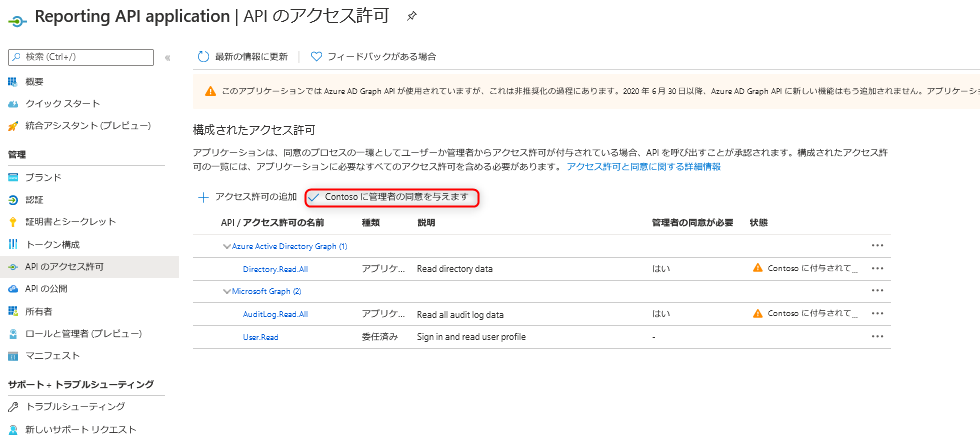 Reporting API application | API のアクセス許可
検索 (Ctrl+/)
概要
クイック スタート
統合アシスタント (プレビュー)
管理
ブランド
認証
証明書とシークレット
トークン構成
API のアクセス許可
API の公開
所有者
ロールと管理者 (プレビュー)
マニフェスト
サポート + トラブルシューティング
トラブルシューティング
新しいサポート リクエスト
最新の情報に更新
フィードバックがある場合
このアプリケーションでは Azure AD Graph API が使用されていますが、これは非推奨化の過程にあります。2020 年 6 月 30 日以降、Azure AD Graph API に新しい機能はもう追加されません。アプリケーション
構成されたアクセス許可
アプリケーションは、同意のプロセスの一環としてユーザーか管理者からアクセス許可が付与されている場合、API を呼び出すことが承認されます。構成されたアクセス許
可の一覧には、アプリケーションに必要なすべてのアクセス許可を含める必要があります。 アクセス許可と同意に関する詳細情報
アクセス許可の追加 Contoso に管理者の同意を与えます
API / アクセス許可の名前 種類 説明 管理者の同意が必要 状態
Azure Active Directory Graph (1) ...
Directory.Read.All アプリケ... Read directory data はい Contoso に付与されて_ ...
Microsoft Graph (2) ...
AuditLog.Read.All アプリケ... Read all audit log data はい Contoso に付与されて_ ...
User.Read 委任済み Sign in and read user profile - ...